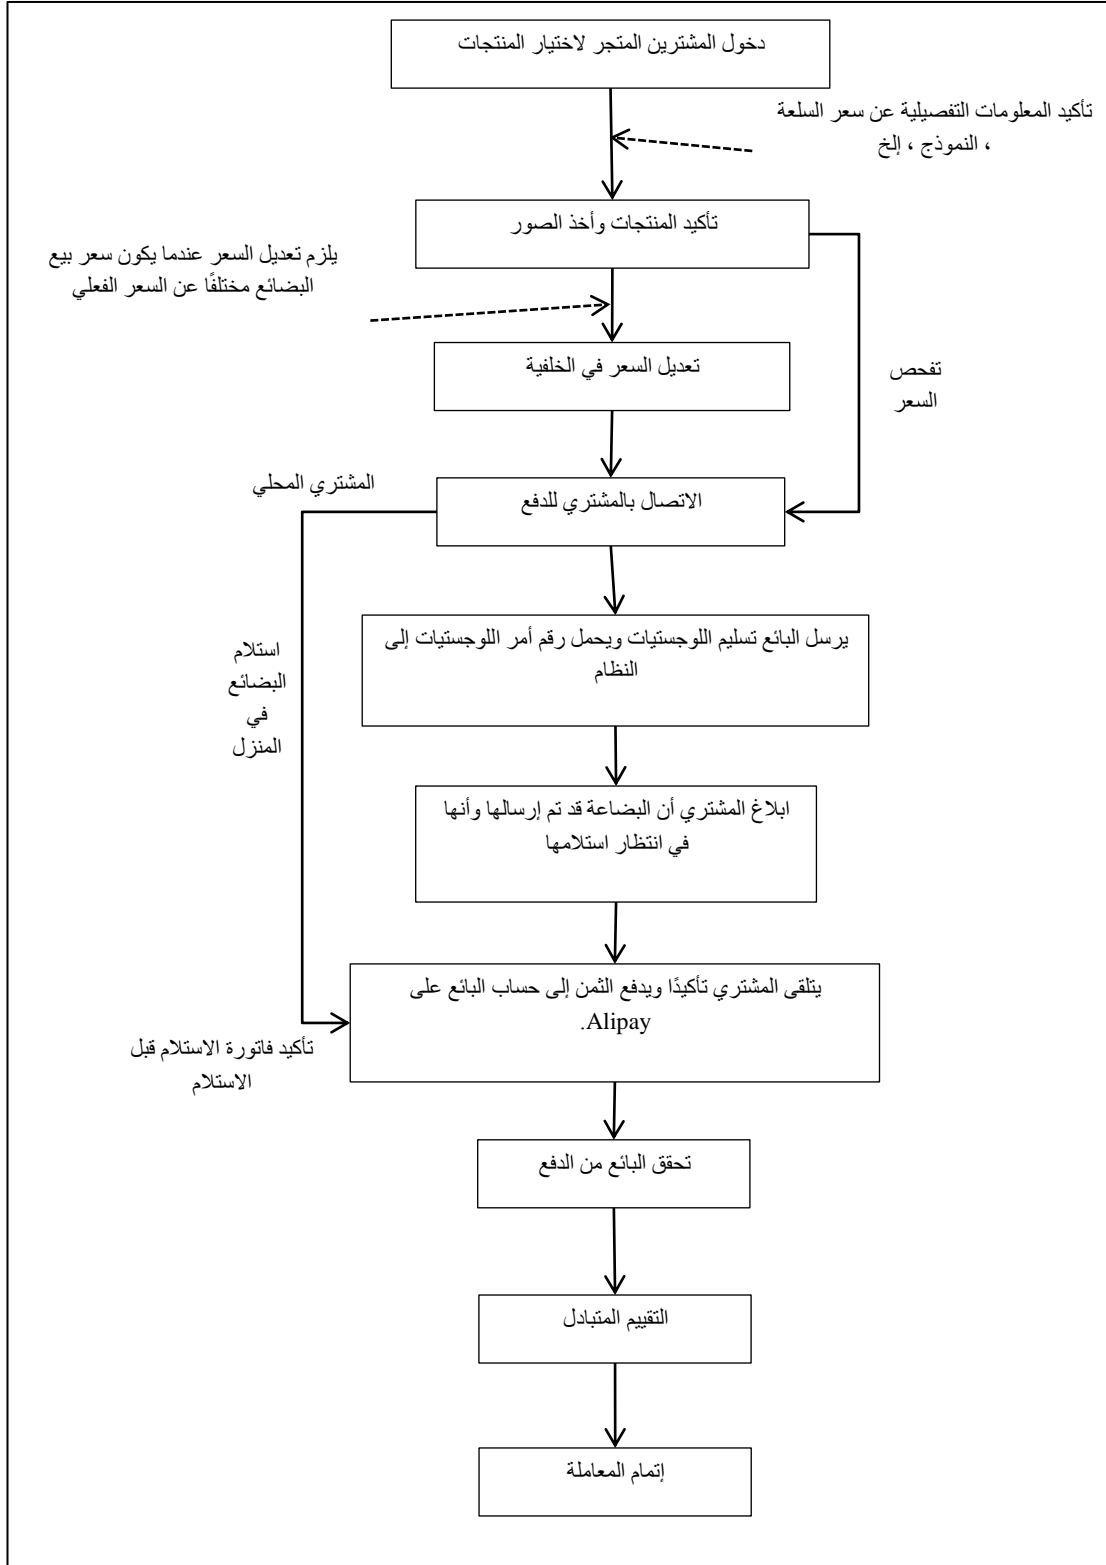 دخول المشترين المتجر لاختيار المنتجات
تأكيد المعلومات التفصيلية عن سعر السلعة
، النموذج ، إلخ
تأكيد المنتجات وأخذ الصور
يلزم تعديل السعر عندما يكون سعر بيع
البضائع مختلفًا عن السعر الفعلي
تعديل السعر في الخلفية
تفحص
السعر
المشتري المحلي
الاتصال بالمشتري للدفع
يرسل البائع تسليم اللوجستيات ويحمل رقم أمر اللوجستيات إلى
النظام
استلام
البضائع
في
المنزل
ابلاغ المشتري أن البضاعة قد تم إرسالها وأنها
في انتظار استلامها
يتلقى المشتري تأكيدًا ويدفع الثمن إلى حساب البائع على
Alipay.
تأكيد فاتورة الاستلام قبل
الاستلام
تحقق البائع من الدفع
التقييم المتبادل
إتمام المعاملة